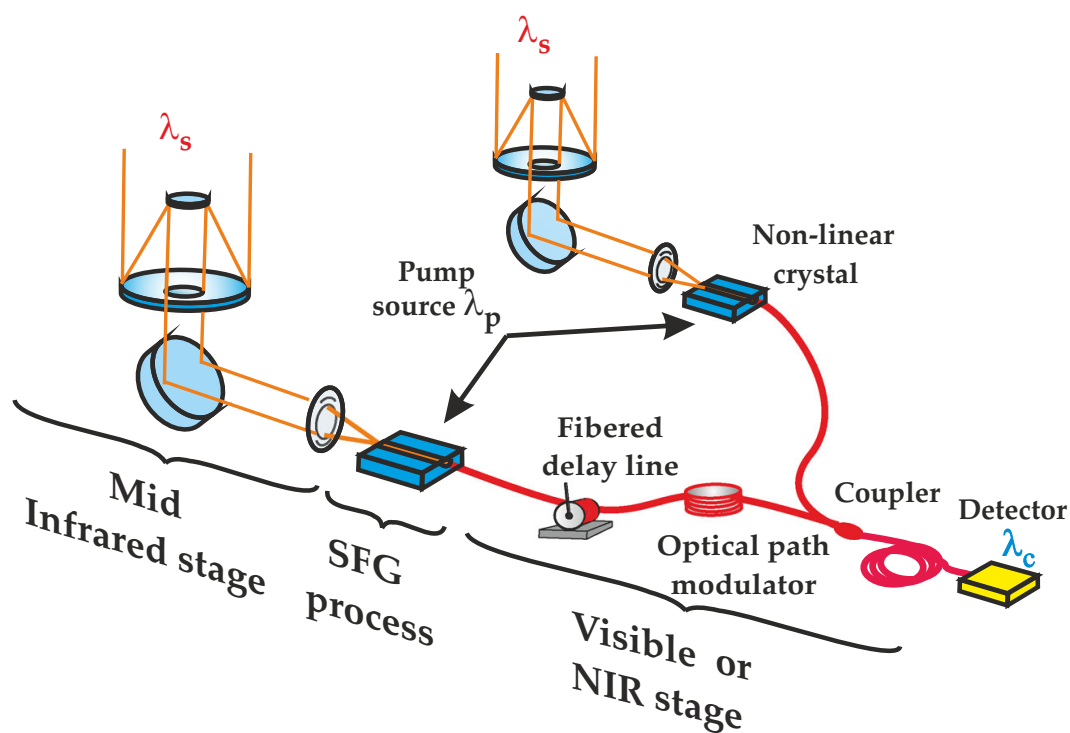 λs
λs
Non-linear
crystal
Pump
source λp
Fibered
delay line
Coupler
Detector
λc
Optical path
modulator
Mid
Infrared stage
SFG
process
Visible or
NIR stage